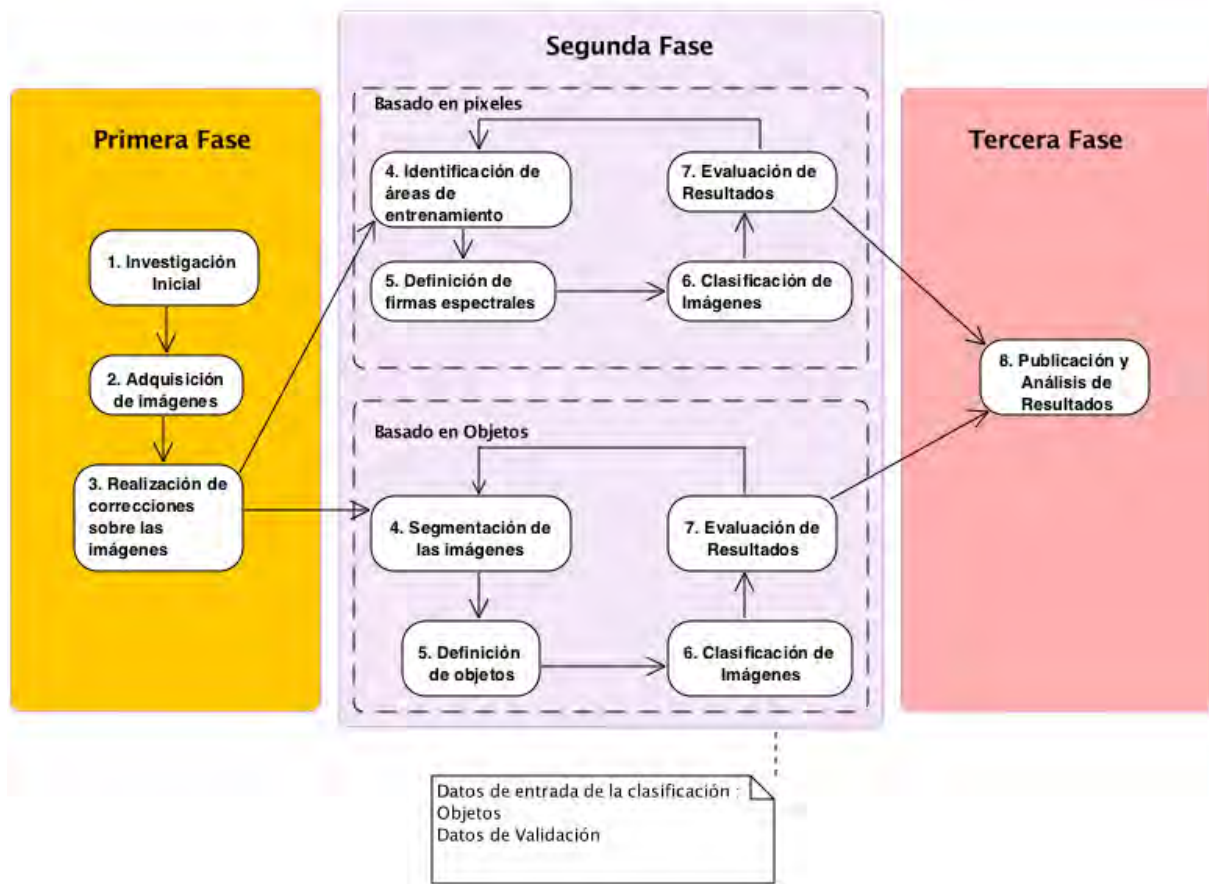 Primera Fase
1. Investigación
Inicial
2. Adquisición
de imágenes
3. Realización de
correcciones
sobre las
imágenes
Segunda Fase
Basado en pixeles
4. Identificación de
áreas de
entrenamiento
5. Definición de
firmas espectrales
6. Clasificación de
Imágenes
7. Evaluación de
Resultados
Basado en Objetos
4. Segmentación de
las imágenes
5. Definición
de objetos
6. Clasificación de
Imágenes
7. Evaluación de
Resultados
Tercera Fase
8. Publicación y
Análisis de
Resultados
Datos de entrada de la clasificación :
Objetos
Datos de Validación